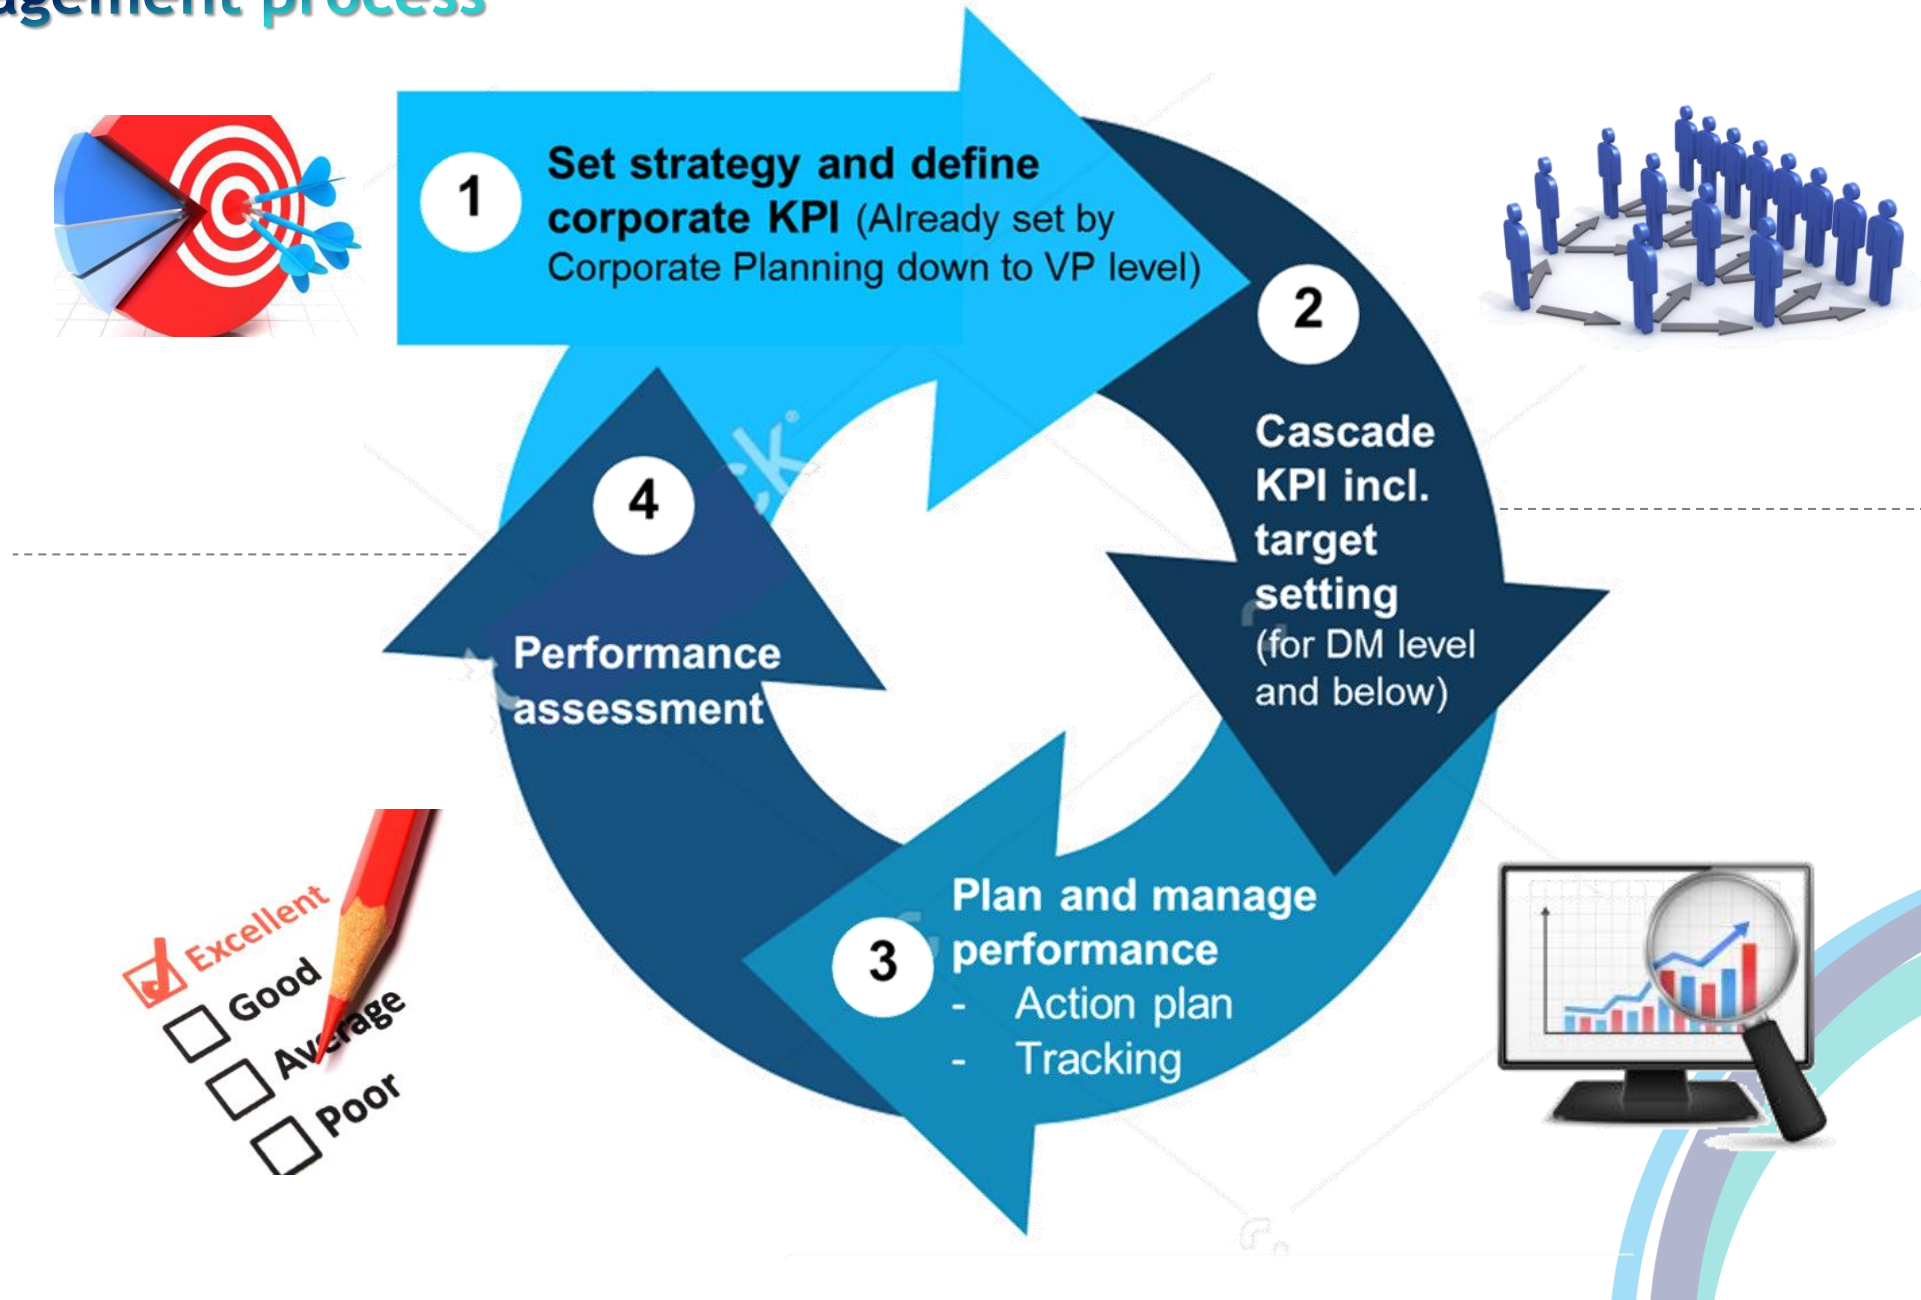 process
1
Set strategy and define
corporate KPI (Already set by
Corporate Planning down to VP level)
2
Cascade
KPI incl.
target
setting
(for DM level
and below)
4
Performance
assessment
3
Plan and manage
performance
- Action plan
- Tracking
Excellent
Good
Average
Poor